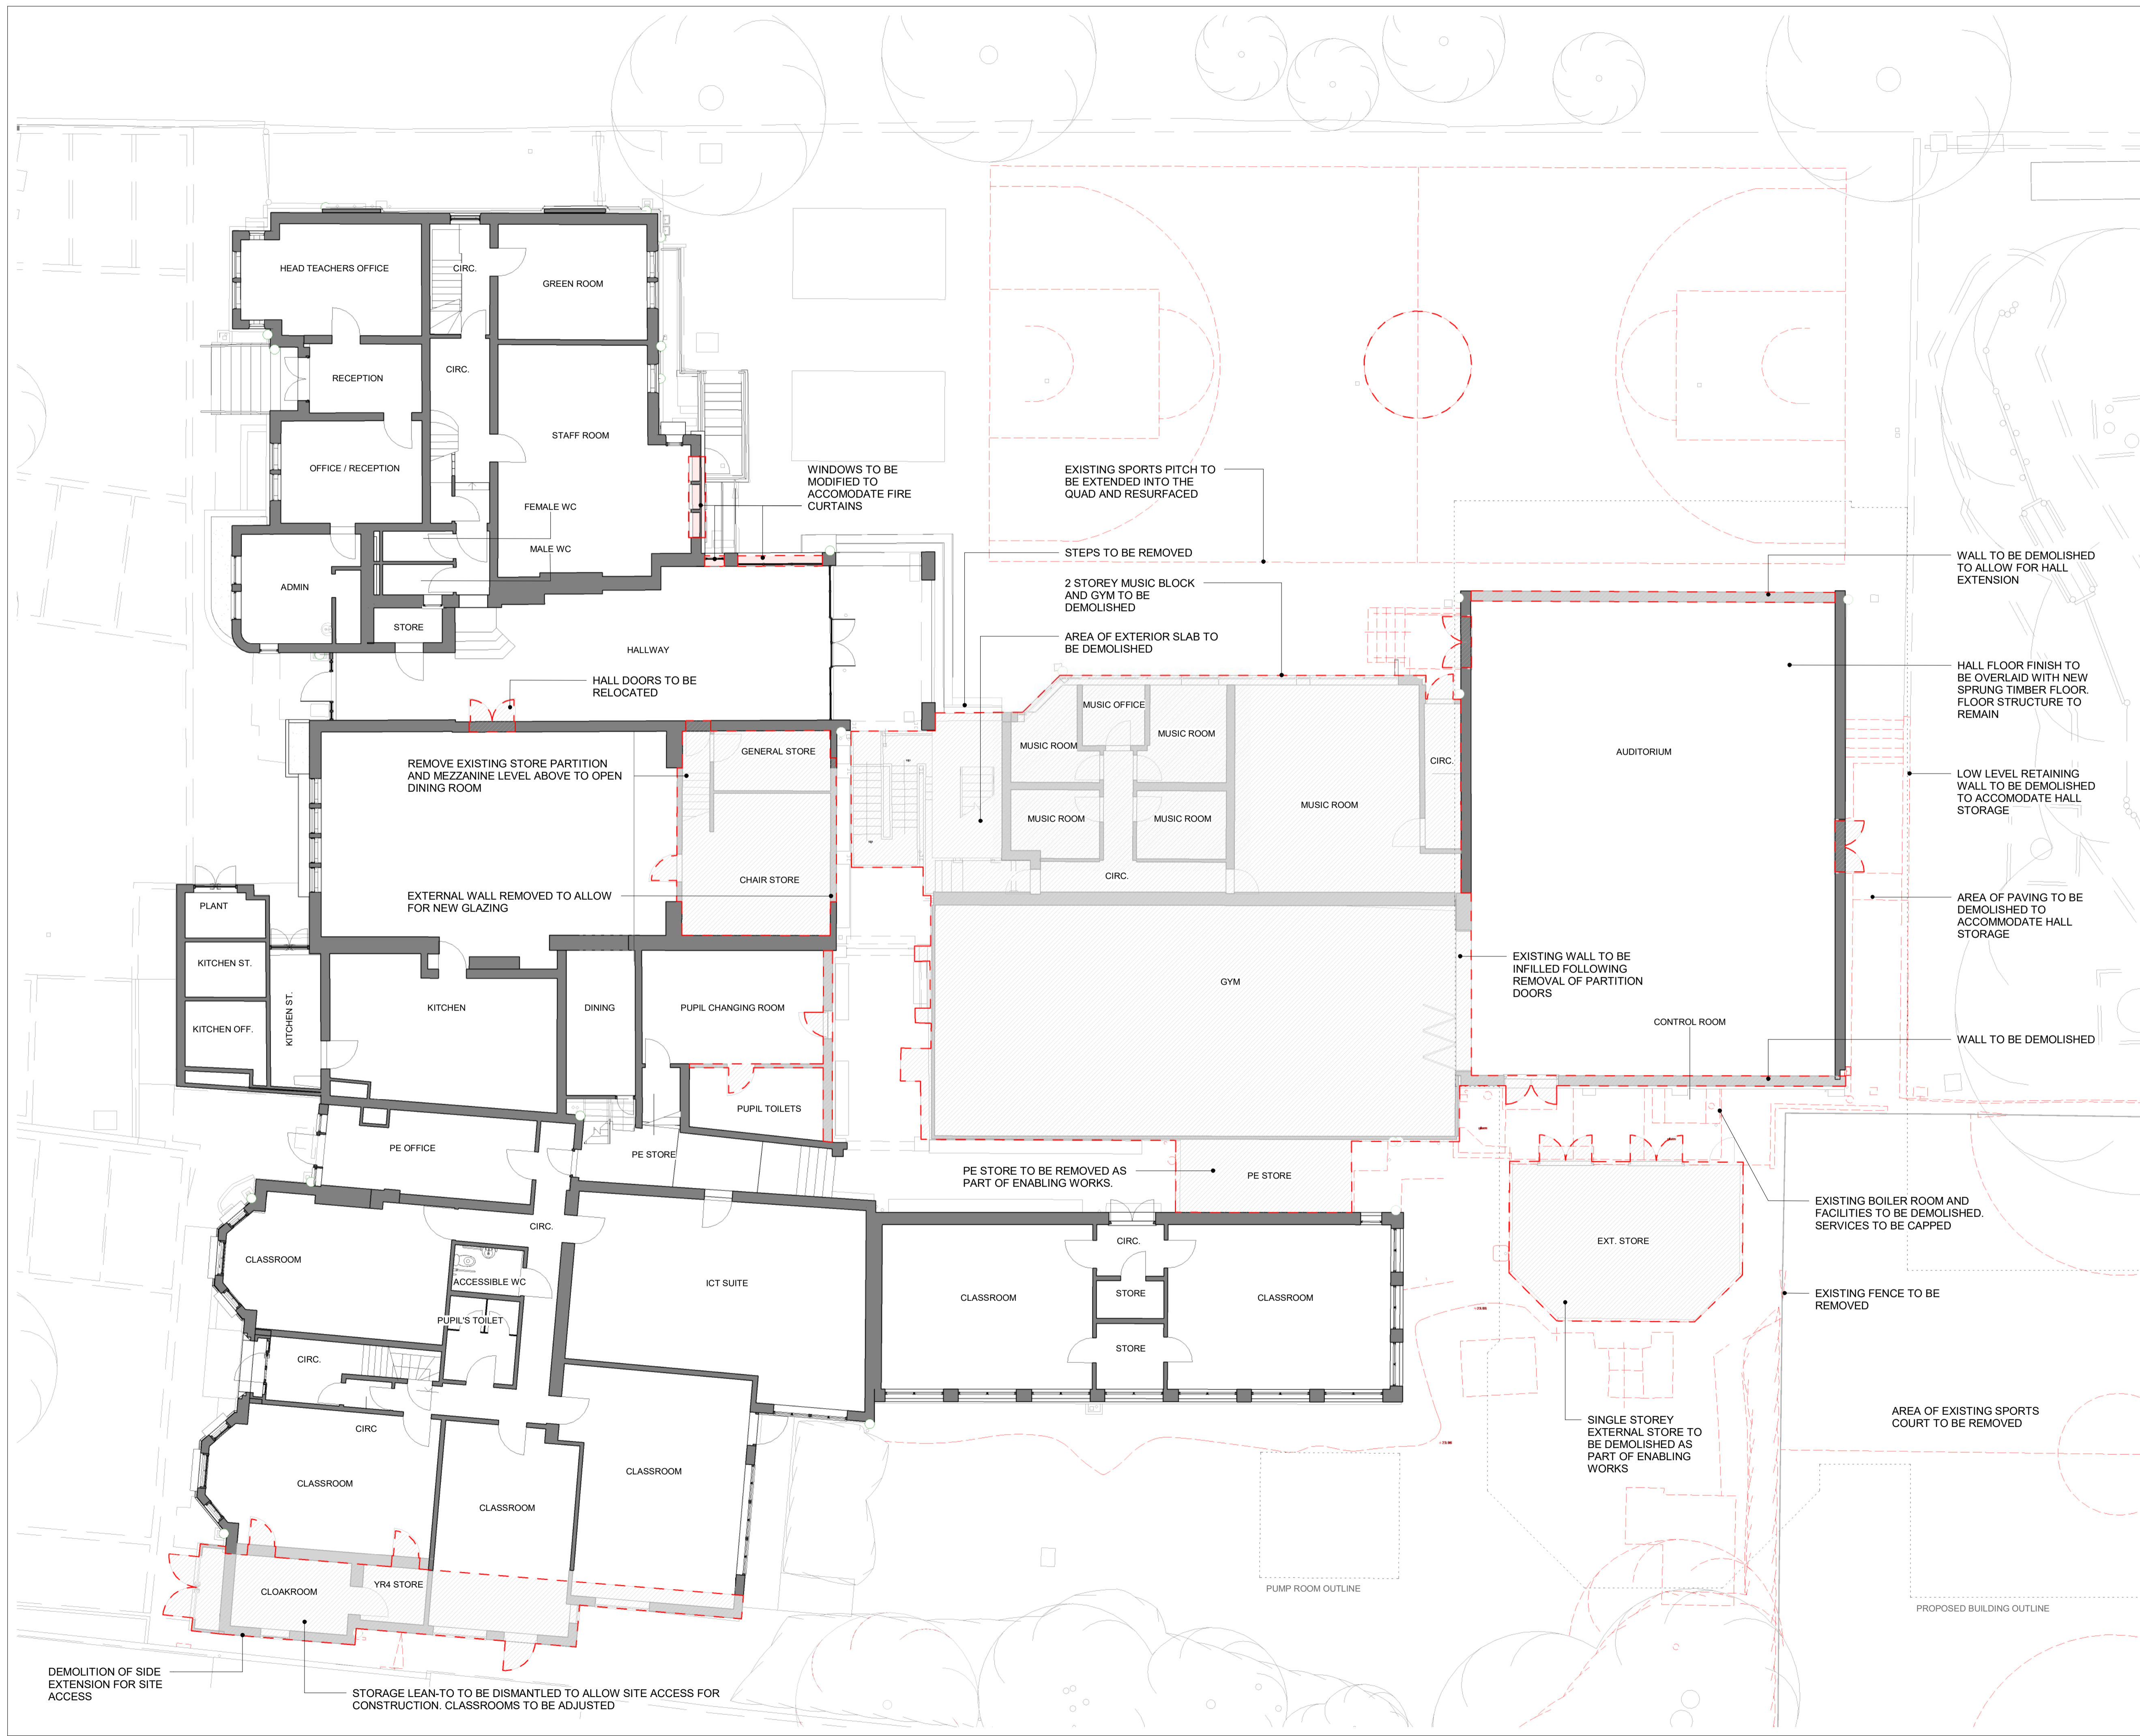 HEAD TEACHERS OFFICE
CIRC.
GREEN ROOM
RECEPTION
CIRC.
STAFF ROOM
OFFICE / RECEPTION
WINDOWS TO BE
MODIFIED TO
ACCOMODATE FIRE
CURTAINS
EXISTING SPORTS PITCH TO
BE EXTENDED INTO THE
QUAD AND RESURFACED
FEMALE WC
MALE WC
STEPS TO BE REMOVED
WALL TO BE DEMOLISHED
TO ALLOW FOR HALL
EXTENSION
ADMIN
2 STOREY MUSIC BLOCK
AND GYM TO BE
DEMOLISHED
STORE
AREA OF EXTERIOR SLAB TO
BE DEMOLISHED
HALLWAY
HALL FLOOR FINISH TO
BE OVERLAID WITH NEW
SPRUNG TIMBER FLOOR.
FLOOR STRUCTURE TO
REMAIN
HALL DOORS TO BE
RELOCATED
MUSIC OFFICE
MUSIC ROOM
MUSIC ROOM
GENERAL STORE
AUDITORIUM
REMOVE EXISTING STORE PARTITION
AND MEZZANINE LEVEL ABOVE TO OPEN
DINING ROOM
CIRC.
LOW LEVEL RETAINING
WALL TO BE DEMOLISHED
TO ACCOMODATE HALL
STORAGE
MUSIC ROOM
MUSIC ROOM
MUSIC ROOM
CHAIR STORE
CIRC.
EXTERNAL WALL REMOVED TO ALLOW
FOR NEW GLAZING
AREA OF PAVING TO BE
DEMOLISHED TO
ACCOMMODATE HALL
STORAGE
PLANT
KITCHEN ST.
KITCHEN ST.
KITCHEN OFF.
KITCHEN
DINING
PUPIL CHANGING ROOM
GYM
EXISTING WALL TO BE
INFILLED FOLLOWING
REMOVAL OF PARTITION
DOORS
CONTROL ROOM
WALL TO BE DEMOLISHED
PUPIL TOILETS
PE OFFICE
PE STORE
PE STORE TO BE REMOVED AS
PART OF ENABLING WORKS.
PE STORE
EXISTING BOILER ROOM AND
FACILITIES TO BE DEMOLISHED.
SERVICES TO BE CAPPED
CIRC.
CIRC.
EXT. STORE
CLASSROOM
ACCESSIBLE WC
ICT SUITE
CLASSROOM
STORE
CLASSROOM
EXISTING FENCE TO BE
REMOVED
PUPIL'S TOILET
STORE
CIRC.
CIRC
AREA OF EXISTING SPORTS
COURT TO BE REMOVED
SINGLE STOREY
EXTERNAL STORE TO
BE DEMOLISHED AS
PART OF ENABLING
WORKS
CLASSROOM
CLASSROOM
CLASSROOM
CLOAKROOM
YR4 STORE
PUMP ROOM OUTLINE
PROPOSED BUILDING OUTLINE
DEMOLITION OF SIDE
EXTENSION FOR SITE
ACCESS
STORAGE LEAN-TO TO BE DISMANTLED TO ALLOW SITE ACCESS FOR
CONSTRUCTION. CLASSROOMS TO BE ADJUSTED